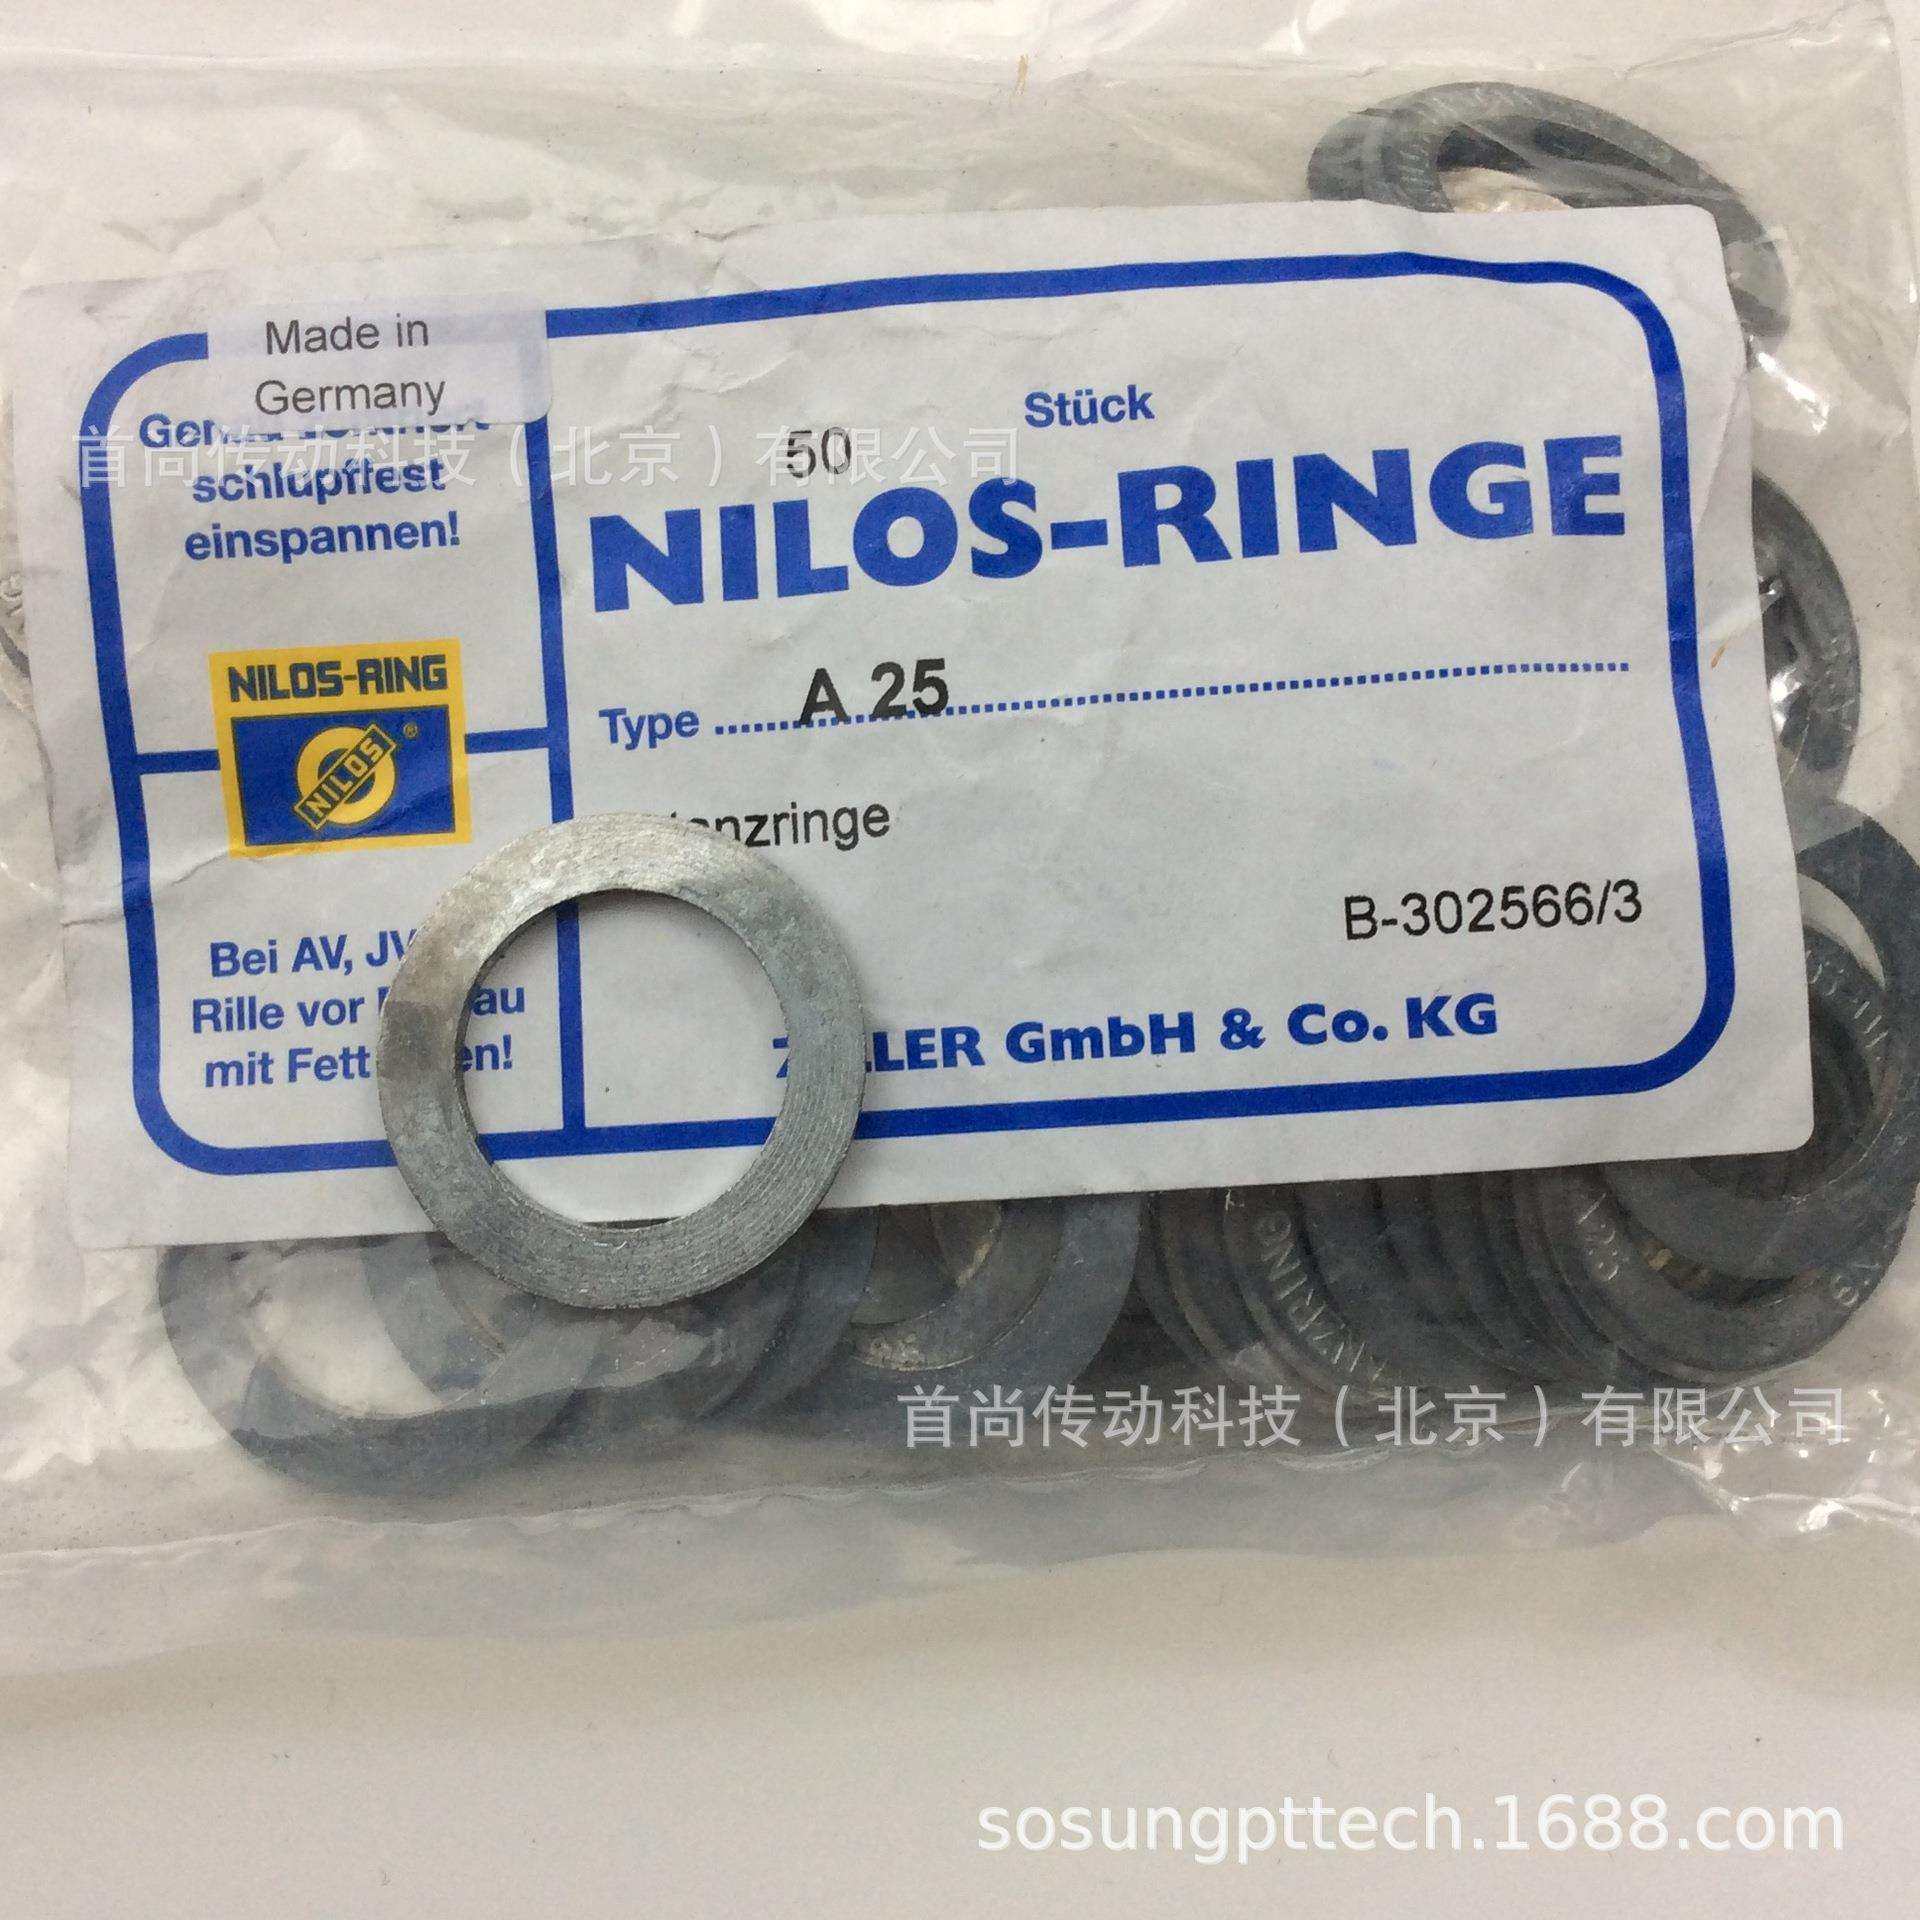 Made in
Germany
schlupffest
einspannen!
首尚传动科技（北京）有限公司
50
Stück
NILOS-RINGE
NILOS-RING
NILOS
®
Type
A 25
B-302566/3
Bei AV, JV
Rille vor
mit Fett
GmbH & Co. KG
首尚传动科技（北京）有限公司
sosungpttech.1688.com